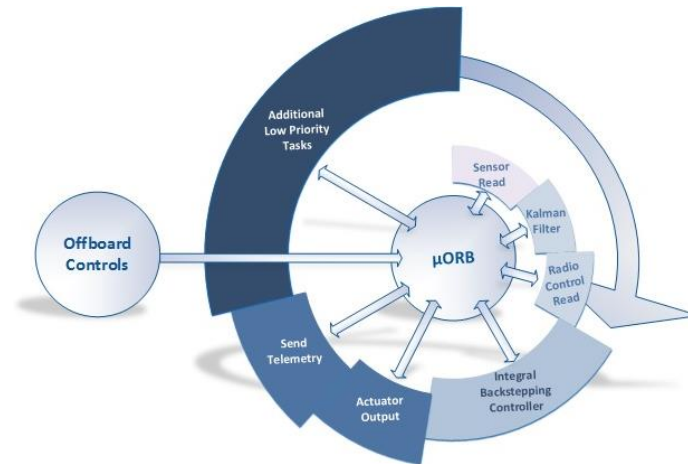 Additional
Low Priority
Tasks
Sensor
Read
Kalman
Filter
Offboard
Controls
µORB
Radio
Control
Read
Send
Telemetry
Integral
Backstepping
Controller
Actuator
Output